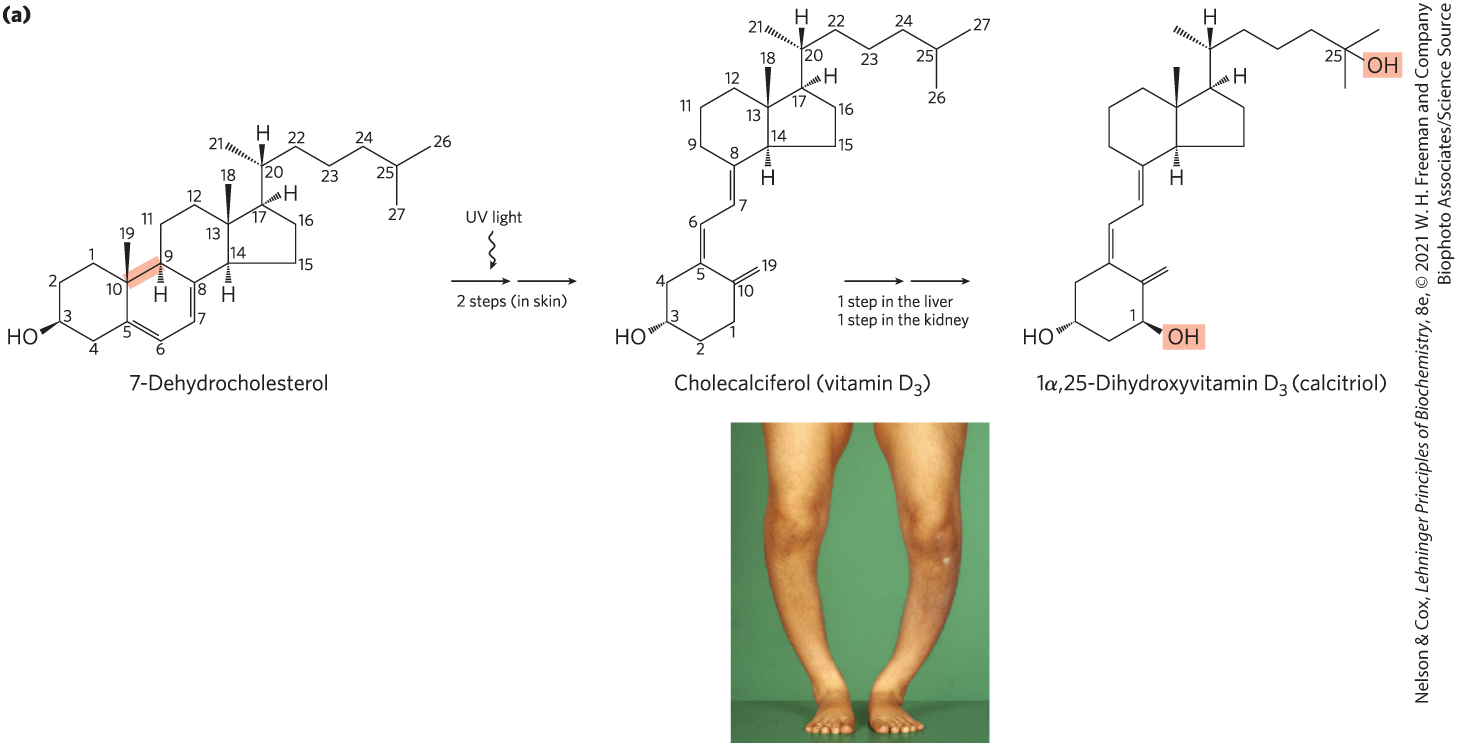 (a)
21
H
22
24
26
20
23
25
27
18
12
H
11
17
16
19
13
1
9
14
15
2
10
H
8
H
HO
3
5
7
4
6
7-Dehydrocholesterol
UV light
2 steps (in skin)
21
H
22
24
27
20
23
25
26
18
12
H
11
17
16
13
14
9
8
15
H
7
6
5
19
4
10
3
HO
1
2
Cholecalciferol (vitamin D₃)
1 step in the liver
1 step in the kidney
H
25
OH
H
H
1
HO
OH
1α,25-Dihydroxyvitamin D₃ (calcitriol)
Nelson & Cox, Lehninger Principles of Biochemistry, 8e, © 2021 W. H. Freeman and Company
Biophoto Associates/Science Source